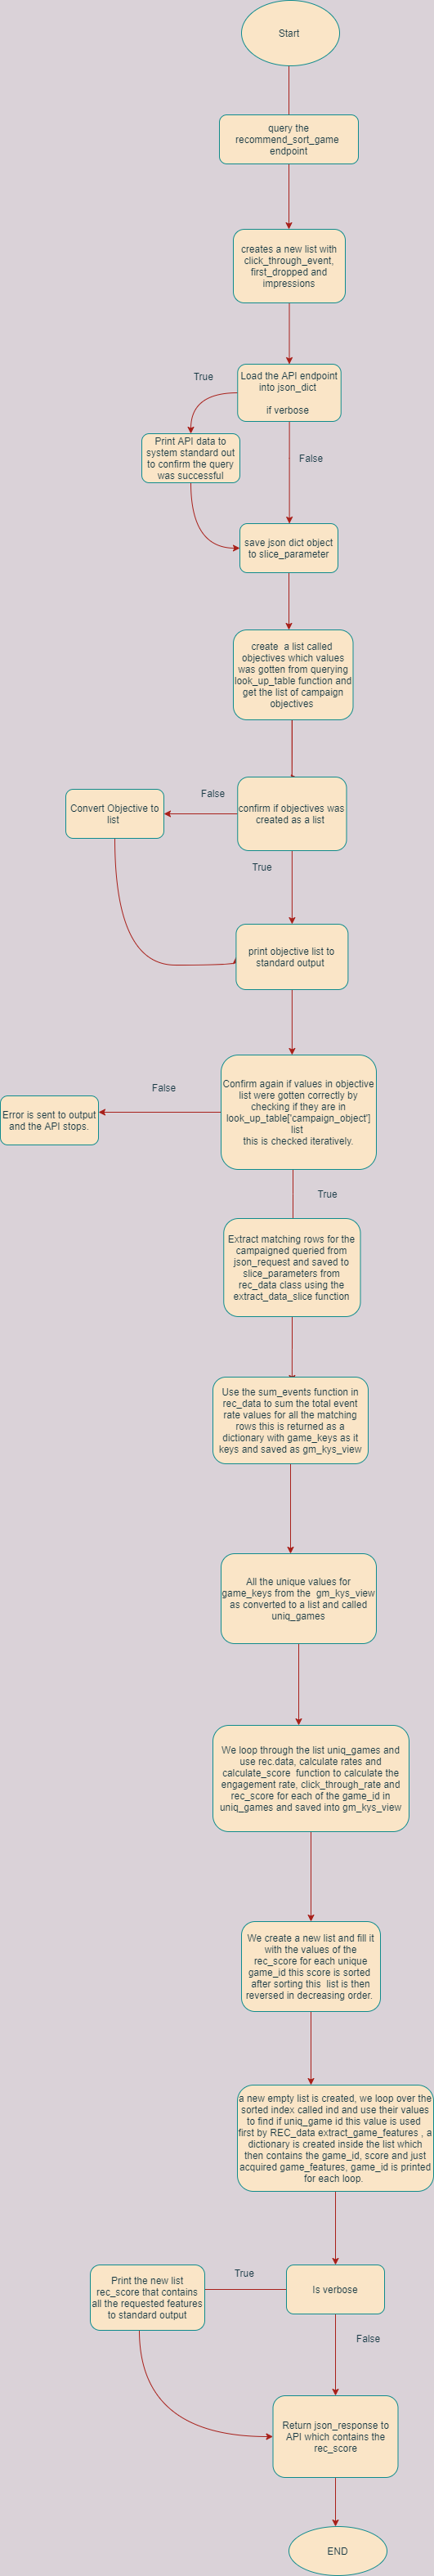 Start
query the
recommend_sort_game
endpoint
creates a new list with
click_through_event,
first_dropped and
impressions
Load the API endpoint
into json_dict
if verbose
True
Print API data to
system standard out
to confirm the query
was successful
False
save json dict object
to slice_parameter
create  a list called
objectives which values
was gotten from querying
look_up_table function and
get the list of campaign
objectives
confirm if objectives was
created as a list
False
Convert Objective to
list
True
print objective list to
standard output
Confirm again if values in objective
list were gotten correctly by
checking if they are in
look_up_table['campaign_object']
list
this is checked iteratively.
False
Error is sent to output
and the API stops.
True
Extract matching rows for the
campaigned queried from
json_request and saved to
slice_parameters from
rec_data class using the
extract_data_slice function
Use the sum_events function in
rec_data to sum the total event
rate values for all the matching
rows this is returned as a
dictionary with game_keys as it
keys and saved as gm_kys_view
All the unique values for
game_keys from the  gm_kys_view
as converted to a list and called
uniq_games
We loop through the list uniq_games and
use rec.data, calculate rates and
calculate_score  function to calculate the
engagement rate, click_through_rate and
rec_score for each of the game_id in
uniq_games and saved into gm_kys_view
We create a new list and fill it
with the values of the
rec_score for each unique
game_id this score is sorted
after sorting this  list is then
reversed in decreasing order.
a new empty list is created, we loop over the
sorted index called ind and use their values
to find if uniq_game id this value is used
first by REC_data extract_game_features , a
dictionary is created inside the list which
then contains the game_id, score and just
acquired game_features, game_id is printed
for each loop.
Is verbose
True
Print the new list
rec_score that contains
all the requested features
to standard output
False
Return json_response to
API which contains the
rec_score
END